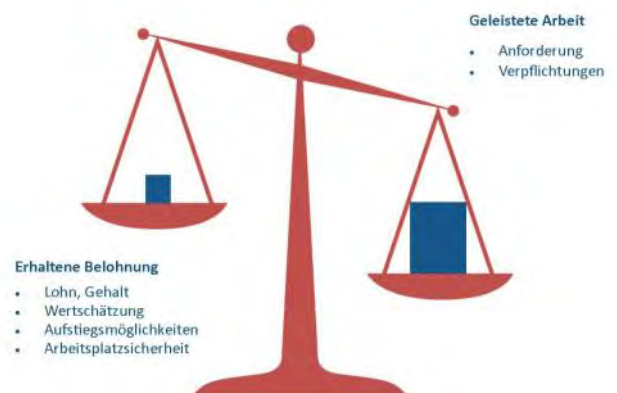 Geleistete Arbeit
• Anforderung
• Verpflichtungen
Erhaltene Belohnung
• Lohn, Gehalt
• Wertschätzung
• Aufstiegsmöglichkeiten
• Arbeitsplatzsicherheit